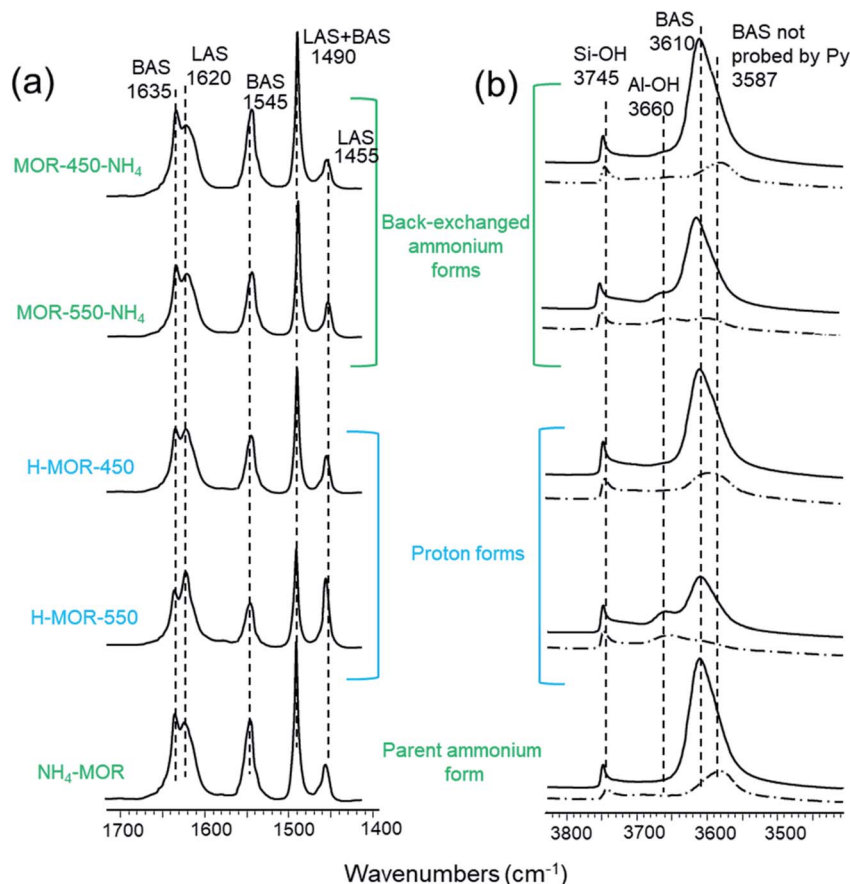 (a)
BAS
1635
LAS
1620
BAS
1545
LAS+BAS
1490
LAS
1455
MOR-450-NH₄
MOR-550-NH₄
H-MOR-450
H-MOR-550
NH₄-MOR
Back-exchanged
ammonium
forms
Proton forms
Parent ammonium
form
(b)
Si-OH
3745
Al-OH
3660
BAS
3610
BAS not
probed by Py
3587
1700 1600 1500 1400
3800 3700 3600 3500
Wavenumbers (cm⁻¹)